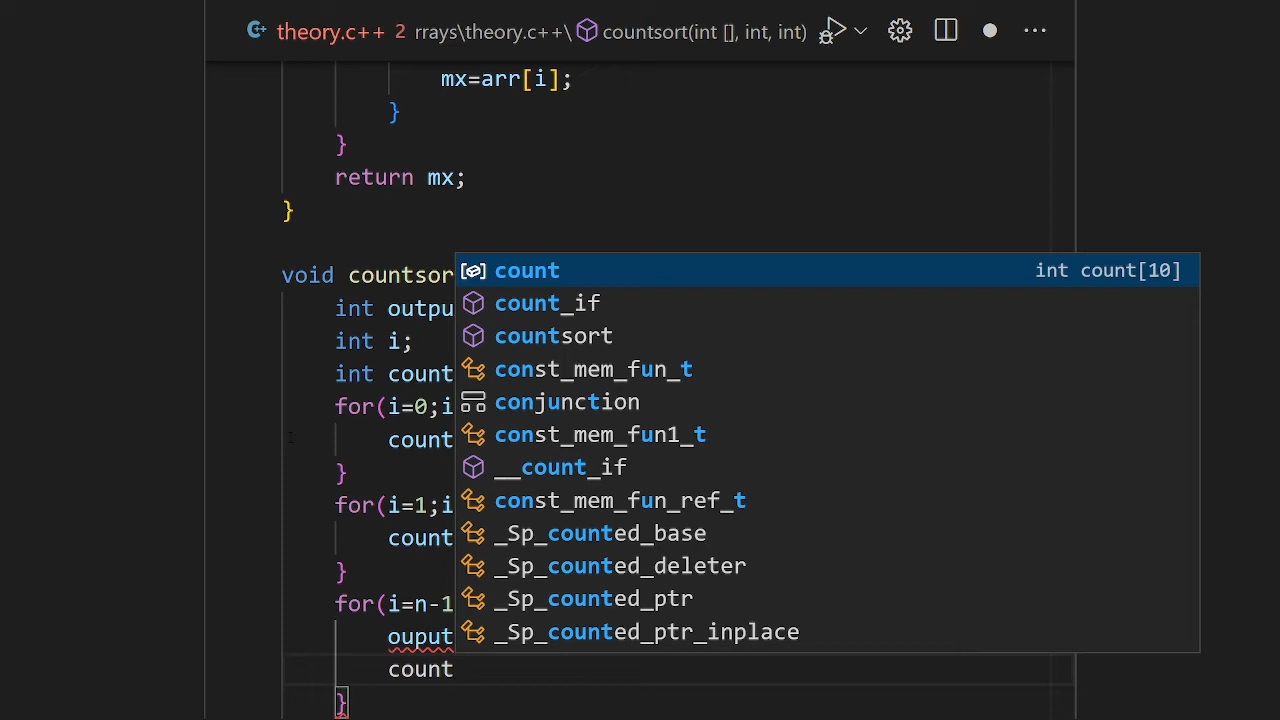 theory.c++ 2 rrays\theory.c++\ countsort(int [], int, int)
mx=arr[i];
}
}
return mx;
}
void countsor
int outpu
int i;
int count
for(i=0;i
count
}
for(i=1;i
count
}
for(i=n-1
ouput
count
}
count int count[10]
count_if
countsort
const_mem_fun_t
conjunction
const_mem_fun1_t
__count_if
const_mem_fun_ref_t
_Sp_counted_base
_Sp_counted_deleter
_Sp_counted_ptr
_Sp_counted_ptr_inplace